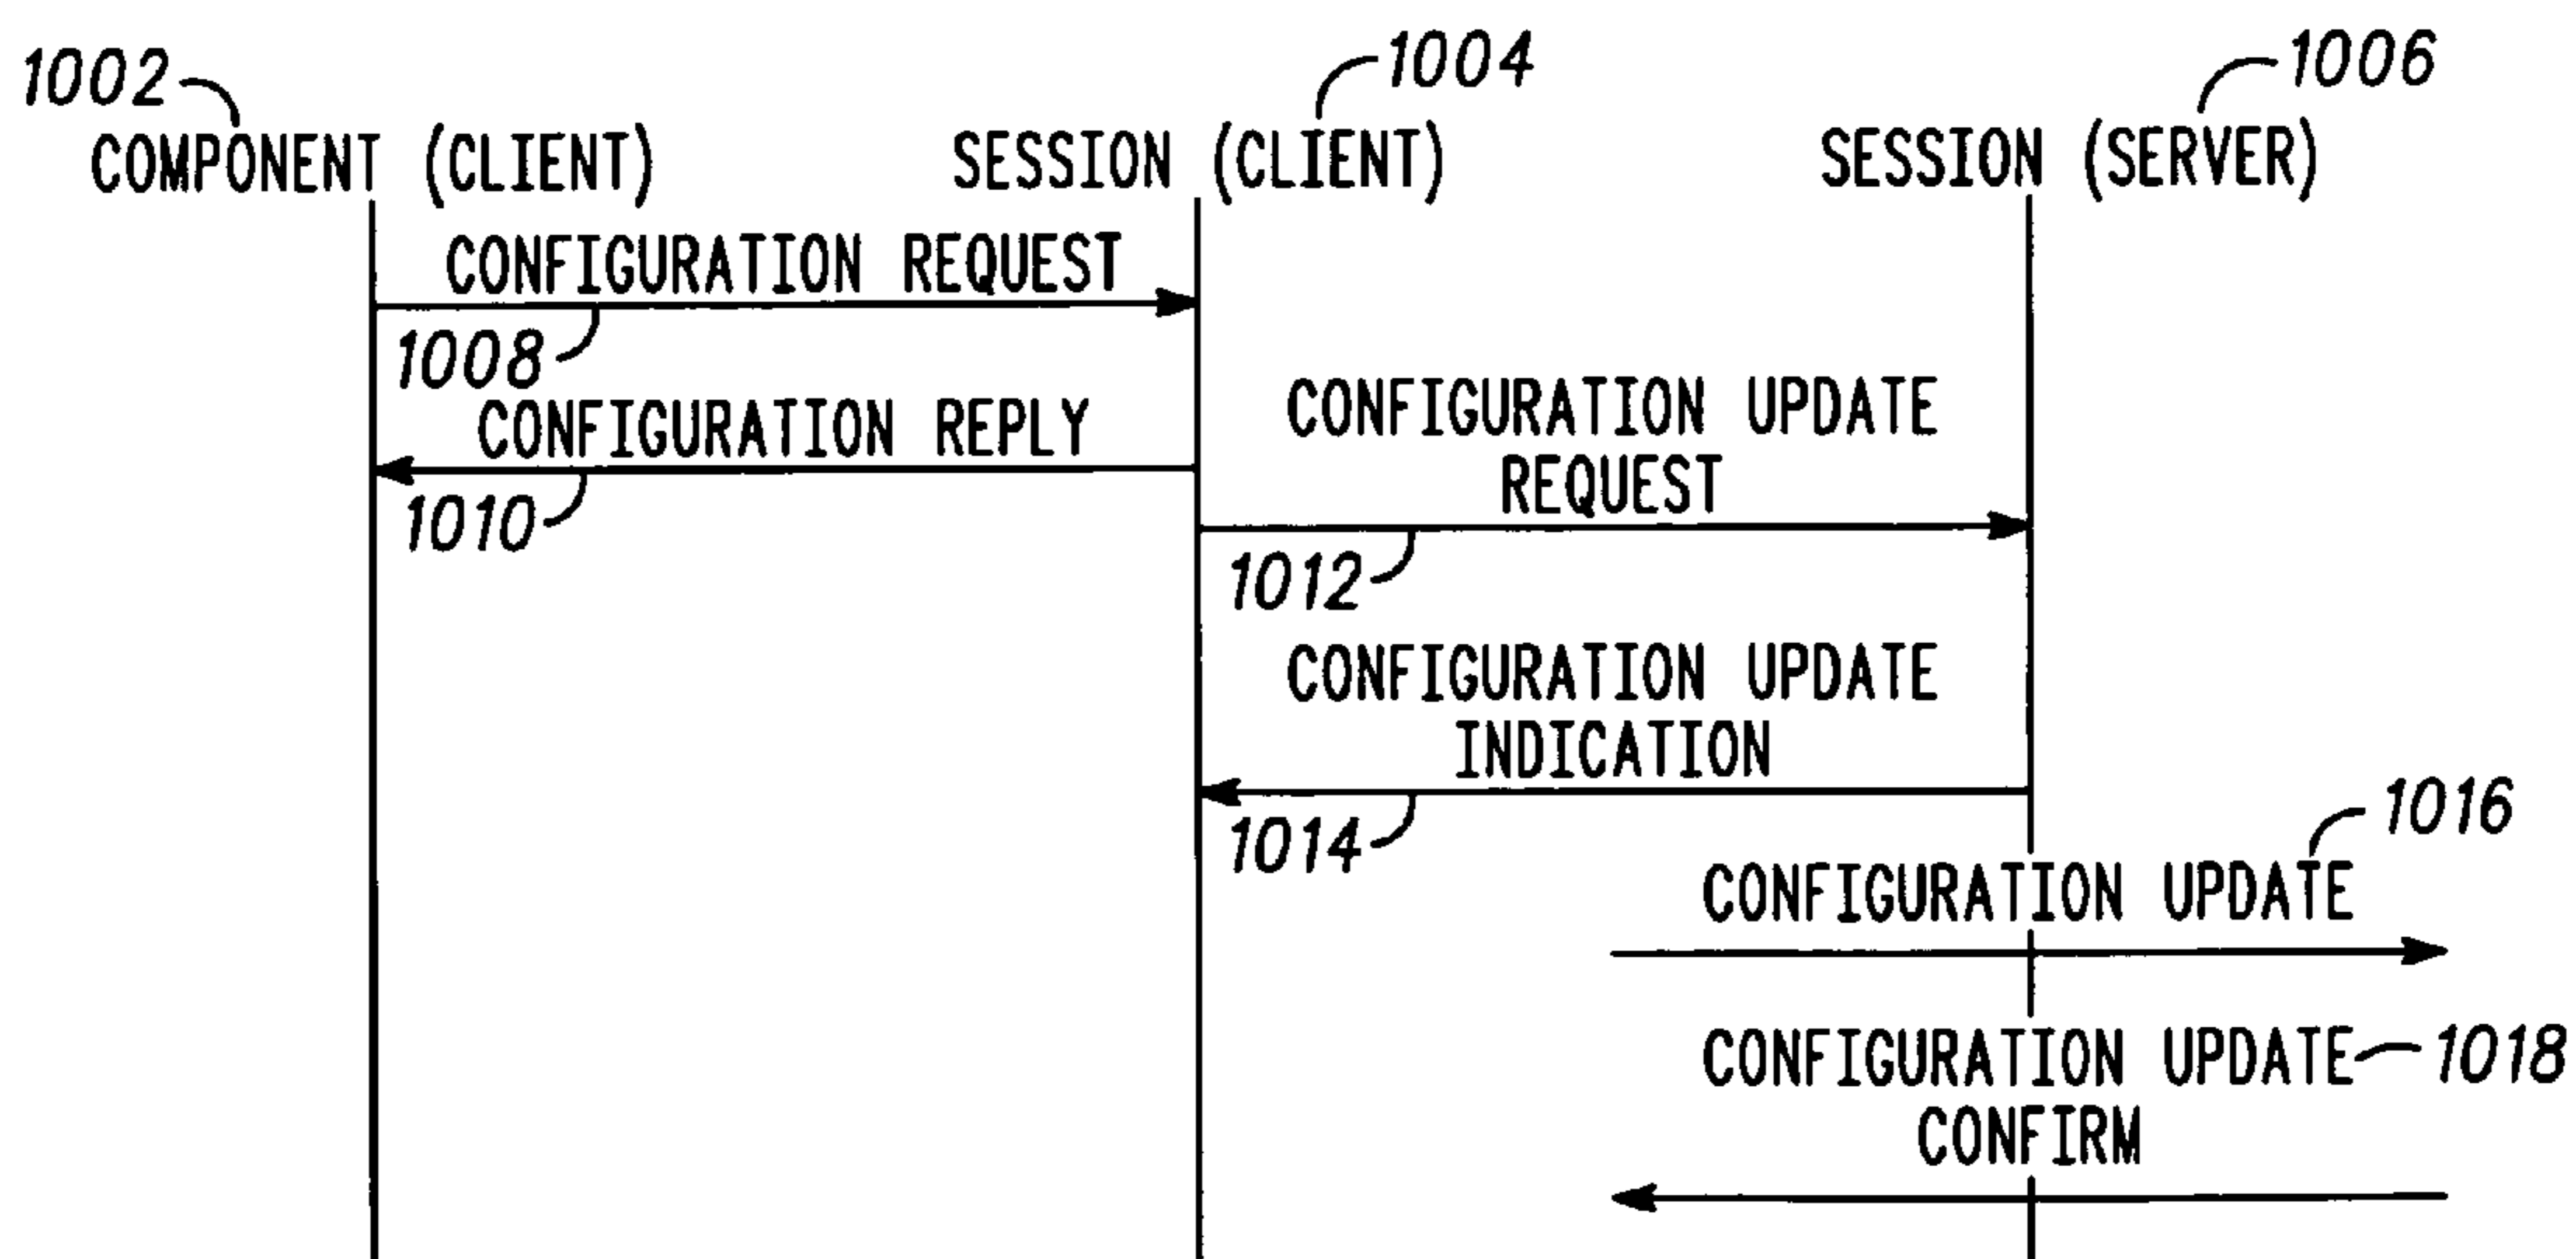 1002
1004
1006
COMPONENT (CLIENT)
SESSION (CLIENT)
SESSION (SERVER)
CONFIGURATION REQUEST
1008
CONFIGURATION REPLY
1010
CONFIGURATION UPDATE
REQUEST
1012
CONFIGURATION UPDATE
INDICATION
1014
1016
CONFIGURATION UPDATE
CONFIGURATION UPDATE 1018
CONFIRM